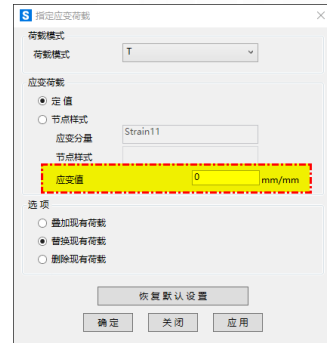 S 指定应变荷载
荷载模式
荷载模式 T
应变荷载
定值
节点样式
应变分量 Strain11
节点样式
应变值 0 mm/mm
选项
叠加现有荷载
替换现有荷载
删除现有荷载
恢复默认设置
确定 关闭 应用